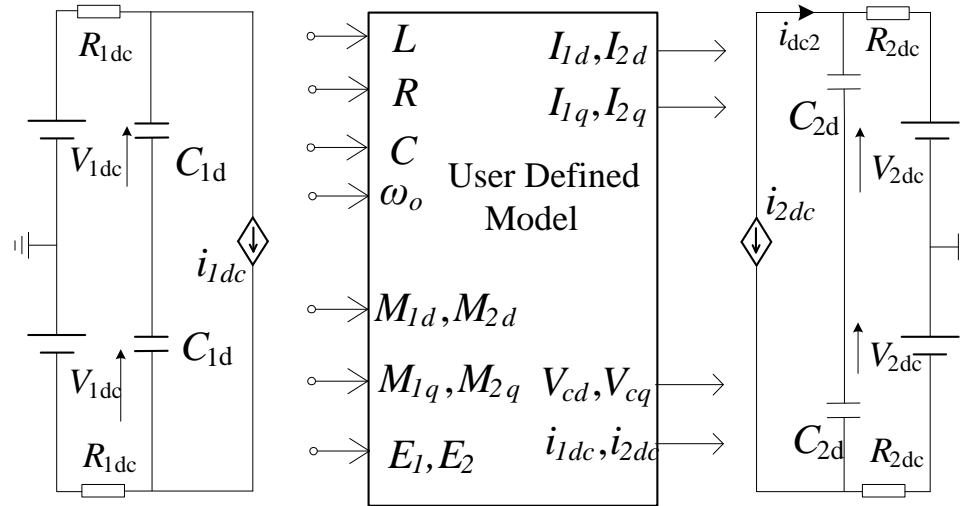 R1dc
V1dc
C1d
i1dc
V1dc
C1d
R1dc
L
R
C
ωo
M1d,M2d
M1q,M2q
E1,E2
I1d,I2d
I1q,I2q
User Defined
Model
Vcd,Vcq
i1dc,i2dc
idc2
R2dc
C2d
V2dc
i2dc
V2dc
C2d
R2dc